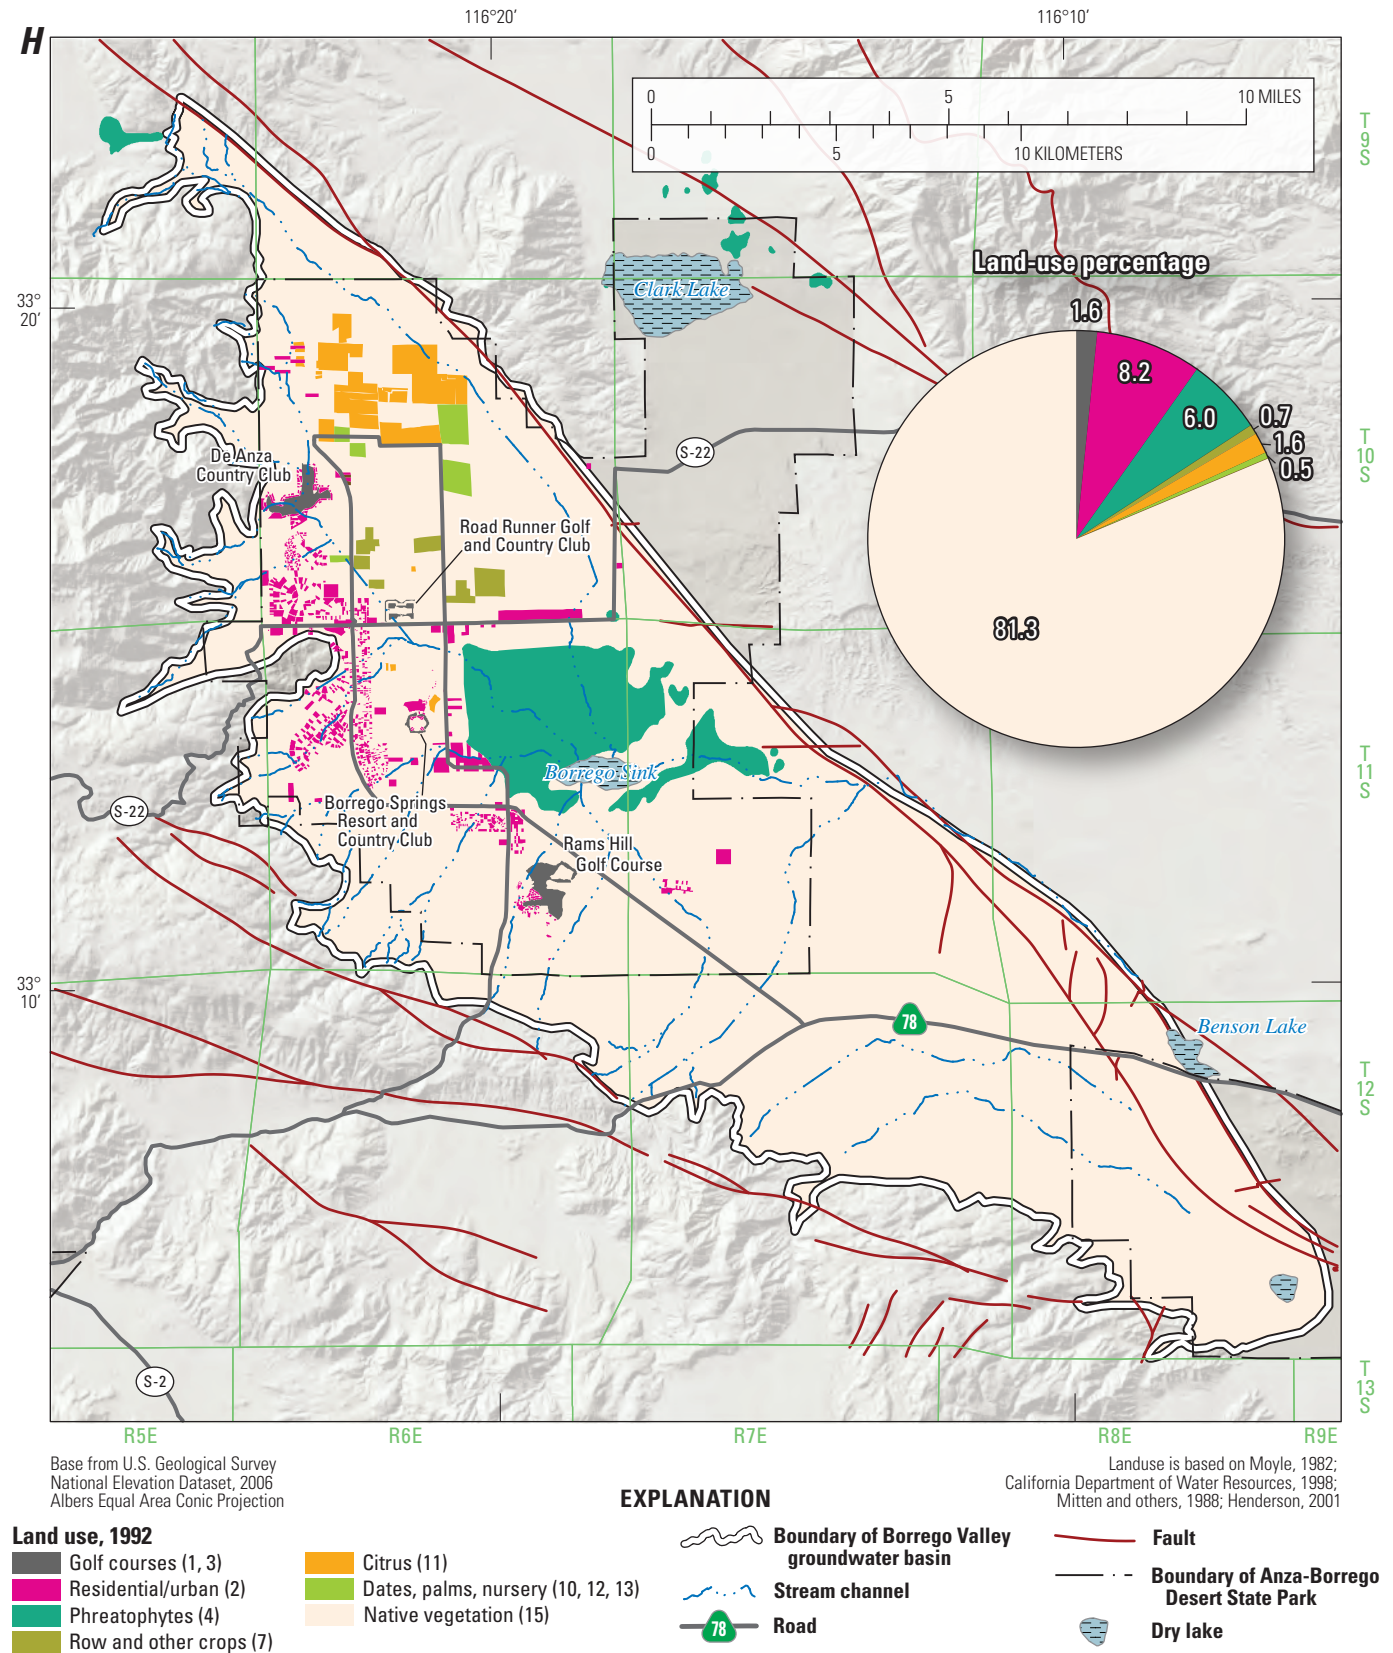 H
116°20'
116°10'
0 5 10 MILES
0 5 10 KILOMETERS
T
9
S
Land-use percentage
1.6
8.2
6.0
0.7
1.6
0.5
81.3
Clark Lake
33°
20'
T
10
S
S-22
De Anza
Country Club
Road Runner Golf
and Country Club
Borrego Sink
T
11
S
S-22
Borrego Springs
Resort and
Country Club
Rams Hill
Golf Course
33°
10'
78
Benson Lake
T
12
S
S-2
T
13
S
R5E R6E R7E R8E R9E
Base from U.S. Geological Survey
National Elevation Dataset, 2006
Albers Equal Area Conic Projection
Landuse is based on Moyle, 1982;
California Department of Water Resources, 1998;
Mitten and others, 1988; Henderson, 2001
EXPLANATION
Land use, 1992
Golf courses (1, 3)
Residential/urban (2)
Phreatophytes (4)
Row and other crops (7)
Citrus (11)
Dates, palms, nursery (10, 12, 13)
Native vegetation (15)
Boundary of Borrego Valley
groundwater basin
Stream channel
78 Road
Fault
Boundary of Anza-Borrego
Desert State Park
Dry lake